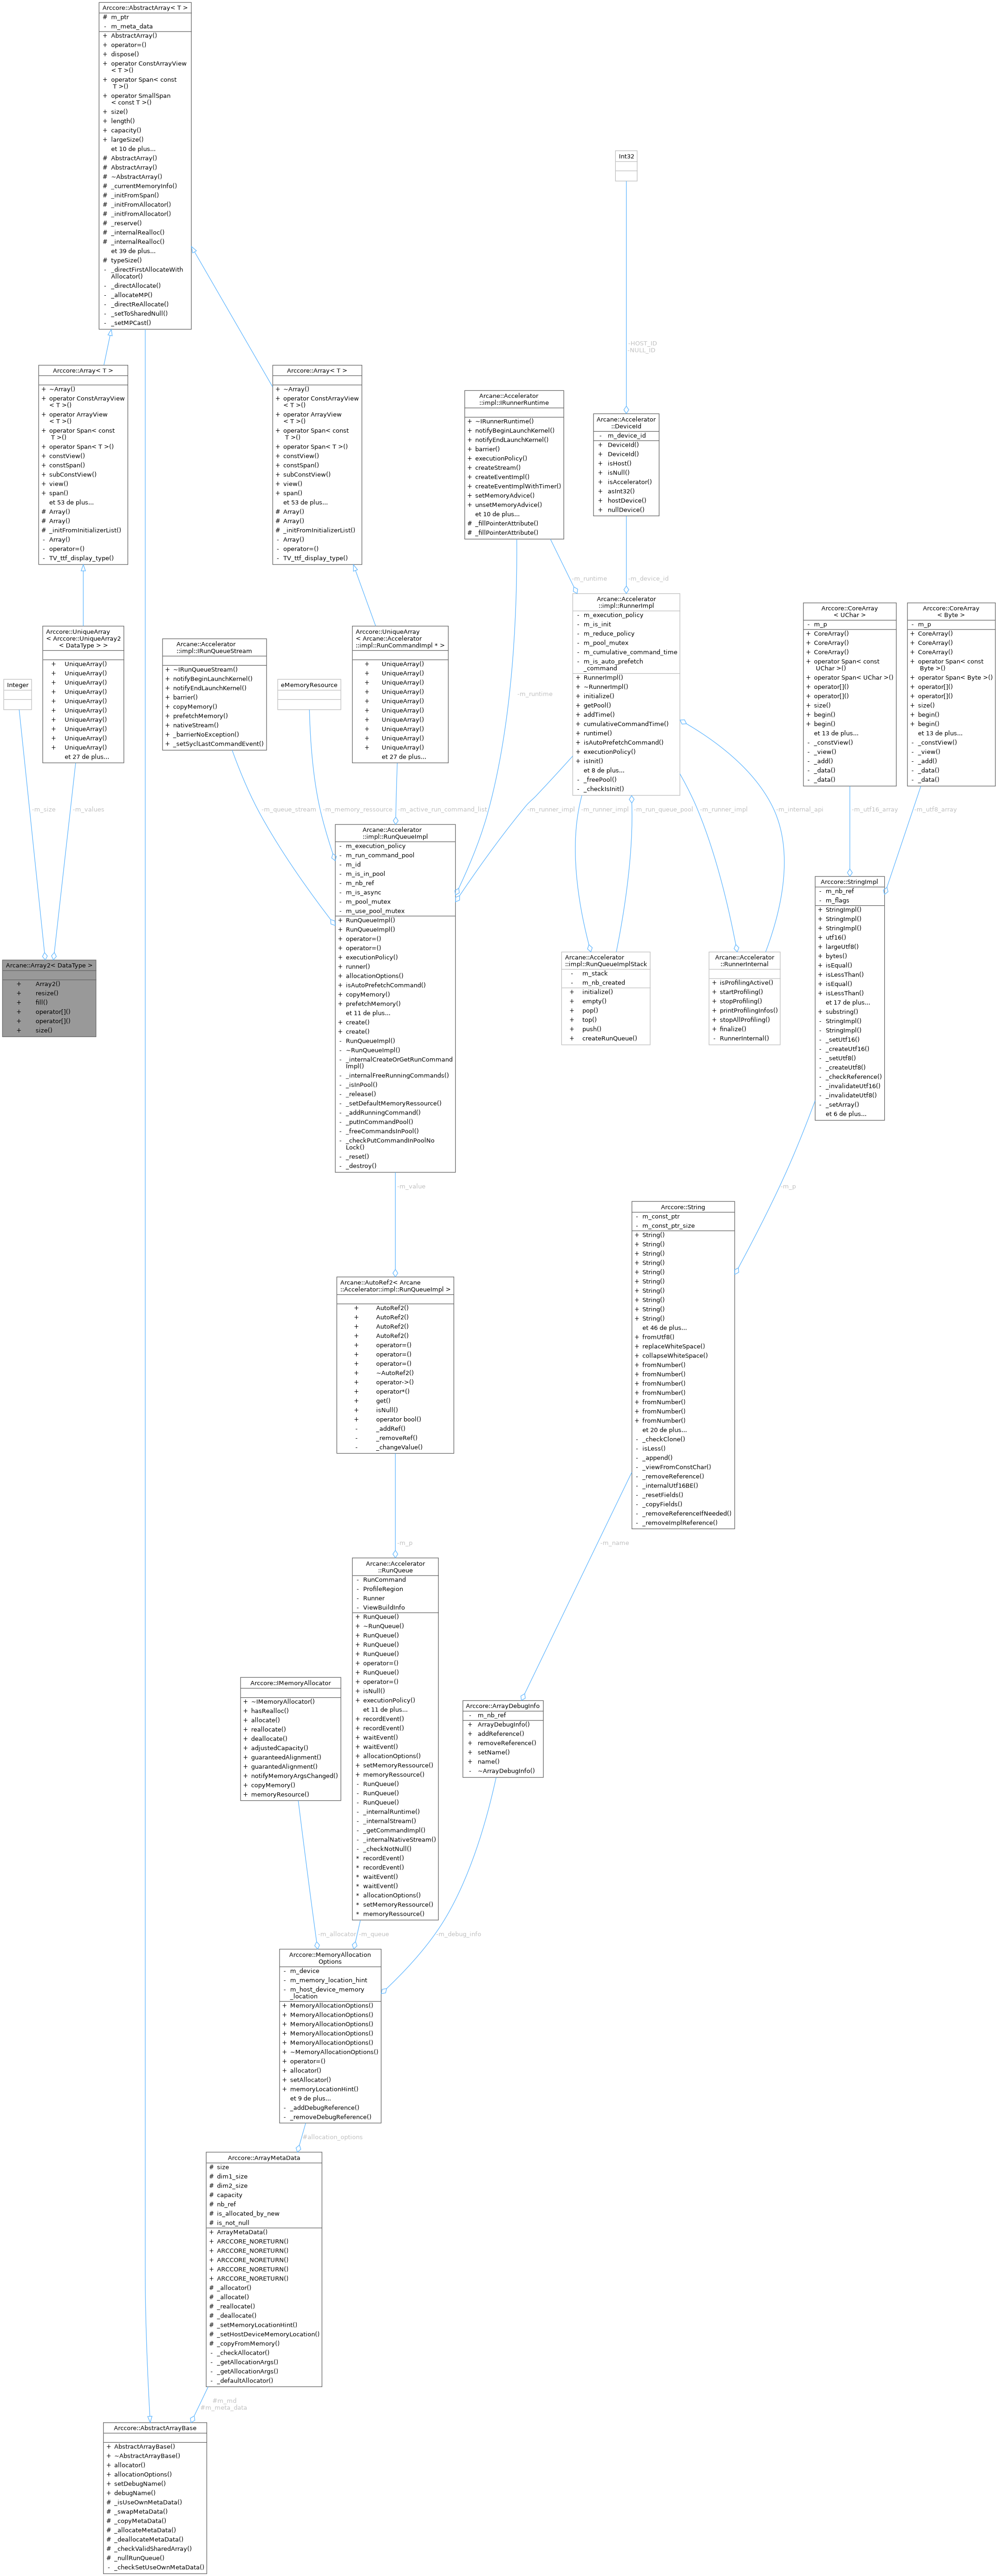 Arccore::AbstractArray< T >
# m_ptr
- m_meta_data
+ AbstractArray()
+ operator=()
+ dispose()
+ operator ConstArrayView
< T >()
+ operator Span< const
T >()
+ operator SmallSpan
< const T >()
+ size()
+ length()
+ capacity()
+ largeSize()
et 10 de plus...
# AbstractArray()
# AbstractArray()
# ~AbstractArray()
# _currentMemoryInfo()
# _initFromSpan()
# _initFromAllocator()
# _initFromAllocator()
# _reserve()
# _internalRealloc()
# _internalRealloc()
et 39 de plus...
# typeSize()
- _directFirstAllocateWith
Allocator()
- _directAllocate()
- _allocateMP()
- _directReAllocate()
- _setToSharedNull()
- _setMPCast()
Int32
-HOST_ID
-NULL_ID
Arccore::Array< T >
+ ~Array()
+ operator ConstArrayView
< T >()
+ operator ArrayView
< T >()
+ operator Span< const
T >()
+ operator Span< T >()
+ constView()
+ constSpan()
+ subConstView()
+ view()
+ span()
et 53 de plus...
# Array()
# Array()
# _initFromInitializerList()
- Array()
- operator=()
- TV_ttf_display_type()
Arccore::Array< T >
+ ~Array()
+ operator ConstArrayView
< T >()
+ operator ArrayView
< T >()
+ operator Span< const
T >()
+ operator Span< T >()
+ constView()
+ constSpan()
+ subConstView()
+ view()
+ span()
et 53 de plus...
# Array()
# Array()
# _initFromInitializerList()
- Array()
- operator=()
- TV_ttf_display_type()
Arcane::Accelerator
::impl::IRunnerRuntime
+ ~IRunnerRuntime()
+ notifyBeginLaunchKernel()
+ notifyEndLaunchKernel()
+ barrier()
+ executionPolicy()
+ createStream()
+ createEventImpl()
+ createEventImplWithTimer()
+ setMemoryAdvice()
+ unsetMemoryAdvice()
et 10 de plus...
# _fillPointerAttribute()
# _fillPointerAttribute()
Arcane::Accelerator
::DeviceId
- m_device_id
+ DeviceId()
+ DeviceId()
+ isHost()
+ isNull()
+ isAccelerator()
+ asInt32()
+ hostDevice()
+ nullDevice()
-m_runtime
-m_device_id
Integer
Arccore::UniqueArray
< Arccore::UniqueArray2
< DataType > >
+ UniqueArray()
+ UniqueArray()
+ UniqueArray()
+ UniqueArray()
+ UniqueArray()
+ UniqueArray()
+ UniqueArray()
+ UniqueArray()
+ UniqueArray()
+ UniqueArray()
et 27 de plus...
Arcane::Accelerator
::impl::IRunQueueStream
+ ~IRunQueueStream()
+ notifyBeginLaunchKernel()
+ notifyEndLaunchKernel()
+ barrier()
+ copyMemory()
+ prefetchMemory()
+ nativeStream()
+ _barrierNoException()
+ _setSyclLastCommandEvent()
eMemoryResource
Arccore::UniqueArray
< Arcane::Accelerator
::impl::RunCommandImpl * >
+ UniqueArray()
+ UniqueArray()
+ UniqueArray()
+ UniqueArray()
+ UniqueArray()
+ UniqueArray()
+ UniqueArray()
+ UniqueArray()
+ UniqueArray()
+ UniqueArray()
et 27 de plus...
-m_runtime
Arcane::Accelerator
::impl::RunnerImpl
- m_execution_policy
- m_is_init
- m_reduce_policy
- m_pool_mutex
- m_cumulative_command_time
- m_is_auto_prefetch
_command
+ RunnerImpl()
+ ~RunnerImpl()
+ initialize()
+ getPool()
+ addTime()
+ cumulativeCommandTime()
+ runtime()
+ isAutoPrefetchCommand()
+ executionPolicy()
+ isInit()
et 8 de plus...
- _freePool()
- _checkIsInit()
Arccore::CoreArray
< UChar >
- m_p
+ CoreArray()
+ CoreArray()
+ CoreArray()
+ operator Span< const
UChar >()
+ operator Span< UChar >()
+ operator[]()
+ operator[]()
+ size()
+ begin()
+ begin()
et 13 de plus...
- _constView()
- _view()
- _add()
- _data()
- _data()
Arccore::CoreArray
< Byte >
- m_p
+ CoreArray()
+ CoreArray()
+ CoreArray()
+ operator Span< const
Byte >()
+ operator Span< Byte >()
+ operator[]()
+ operator[]()
+ size()
+ begin()
+ begin()
et 13 de plus...
- _constView()
- _view()
- _add()
- _data()
- _data()
-m_size
-m_values
-m_queue_stream
-m_memory_ressource
-m_active_run_command_list
-m_runner_impl
-m_runner_impl
-m_run_queue_pool
-m_runner_impl
-m_internal_api
-m_utf16_array
-m_utf8_array
Arcane::Array2< DataType >
+ Array2()
+ resize()
+ fill()
+ operator[]()
+ operator[]()
+ size()
Arcane::Accelerator
::impl::RunQueueImpl
- m_execution_policy
- m_run_command_pool
- m_id
- m_is_in_pool
- m_nb_ref
- m_is_async
- m_pool_mutex
- m_use_pool_mutex
+ RunQueueImpl()
+ RunQueueImpl()
+ operator=()
+ operator=()
+ executionPolicy()
+ runner()
+ allocationOptions()
+ isAutoPrefetchCommand()
+ copyMemory()
+ prefetchMemory()
et 11 de plus...
+ create()
+ create()
- RunQueueImpl()
- ~RunQueueImpl()
- _internalCreateOrGetRunCommand
Impl()
- _internalFreeRunningCommands()
- _isInPool()
- _release()
- _setDefaultMemoryRessource()
- _addRunningCommand()
- _putInCommandPool()
- _freeCommandsInPool()
- _checkPutCommandInPoolNo
Lock()
- _reset()
- _destroy()
Arcane::Accelerator
::impl::RunQueueImplStack
- m_stack
- m_nb_created
+ initialize()
+ empty()
+ pop()
+ top()
+ push()
+ createRunQueue()
Arcane::Accelerator
::RunnerInternal
+ isProfilingActive()
+ startProfiling()
+ stopProfiling()
+ printProfilingInfos()
+ stopAllProfiling()
+ finalize()
- RunnerInternal()
Arccore::StringImpl
- m_nb_ref
- m_flags
+ StringImpl()
+ StringImpl()
+ StringImpl()
+ utf16()
+ largeUtf8()
+ bytes()
+ isEqual()
+ isLessThan()
+ isEqual()
+ isLessThan()
et 17 de plus...
+ substring()
- StringImpl()
- StringImpl()
- _setUtf16()
- _createUtf16()
- _setUtf8()
- _createUtf8()
- _checkReference()
- _invalidateUtf16()
- _invalidateUtf8()
- _setArray()
et 6 de plus...
-m_value
-m_p
Arccore::String
- m_const_ptr
- m_const_ptr_size
+ String()
+ String()
+ String()
+ String()
+ String()
+ String()
+ String()
+ String()
+ String()
+ String()
et 46 de plus...
+ fromUtf8()
+ replaceWhiteSpace()
+ collapseWhiteSpace()
+ fromNumber()
+ fromNumber()
+ fromNumber()
+ fromNumber()
+ fromNumber()
+ fromNumber()
+ fromNumber()
et 20 de plus...
- _checkClone()
- isLess()
- _append()
- _viewFromConstChar()
- _removeReference()
- _internalUtf16BE()
- _resetFields()
- _copyFields()
- _removeReferenceIfNeeded()
- _removeImplReference()
Arcane::AutoRef2< Arcane
::Accelerator::impl::RunQueueImpl >
+ AutoRef2()
+ AutoRef2()
+ AutoRef2()
+ AutoRef2()
+ operator=()
+ operator=()
+ operator=()
+ ~AutoRef2()
+ operator->()
+ operator*()
+ get()
+ isNull()
+ operator bool()
- _addRef()
- _removeRef()
- _changeValue()
-m_p
-m_name
Arcane::Accelerator
::RunQueue
- RunCommand
- ProfileRegion
- Runner
- ViewBuildInfo
+ RunQueue()
+ ~RunQueue()
+ RunQueue()
+ RunQueue()
+ RunQueue()
+ operator=()
+ RunQueue()
+ operator=()
+ isNull()
+ executionPolicy()
et 11 de plus...
+ recordEvent()
+ recordEvent()
+ waitEvent()
+ waitEvent()
+ allocationOptions()
+ setMemoryRessource()
+ memoryRessource()
- RunQueue()
- RunQueue()
- RunQueue()
- _internalRuntime()
- _internalStream()
- _getCommandImpl()
- _internalNativeStream()
- _checkNotNull()
* recordEvent()
* recordEvent()
* waitEvent()
* waitEvent()
* allocationOptions()
* setMemoryRessource()
* memoryRessource()
Arccore::IMemoryAllocator
+ ~IMemoryAllocator()
+ hasRealloc()
+ allocate()
+ reallocate()
+ deallocate()
+ adjustedCapacity()
+ guaranteedAlignment()
+ guarantedAlignment()
+ notifyMemoryArgsChanged()
+ copyMemory()
+ memoryResource()
Arccore::ArrayDebugInfo
- m_nb_ref
+ ArrayDebugInfo()
+ addReference()
+ removeReference()
+ setName()
+ name()
- ~ArrayDebugInfo()
-m_allocator
-m_queue
-m_debug_info
Arccore::MemoryAllocation
Options
- m_device
- m_memory_location_hint
- m_host_device_memory
_location
+ MemoryAllocationOptions()
+ MemoryAllocationOptions()
+ MemoryAllocationOptions()
+ MemoryAllocationOptions()
+ MemoryAllocationOptions()
+ ~MemoryAllocationOptions()
+ operator=()
+ allocator()
+ setAllocator()
+ memoryLocationHint()
et 9 de plus...
- _addDebugReference()
- _removeDebugReference()
#allocation_options
Arccore::ArrayMetaData
# size
# dim1_size
# dim2_size
# capacity
# nb_ref
# is_allocated_by_new
# is_not_null
+ ArrayMetaData()
+ ARCCORE_NORETURN()
+ ARCCORE_NORETURN()
+ ARCCORE_NORETURN()
+ ARCCORE_NORETURN()
+ ARCCORE_NORETURN()
# _allocator()
# _allocate()
# _reallocate()
# _deallocate()
# _setMemoryLocationHint()
# _setHostDeviceMemoryLocation()
# _copyFromMemory()
- _checkAllocator()
- _getAllocationArgs()
- _getAllocationArgs()
- _defaultAllocator()
#m_md
#m_meta_data
Arccore::AbstractArrayBase
+ AbstractArrayBase()
+ ~AbstractArrayBase()
+ allocator()
+ allocationOptions()
+ setDebugName()
+ debugName()
# _isUseOwnMetaData()
# _swapMetaData()
# _copyMetaData()
# _allocateMetaData()
# _deallocateMetaData()
# _checkValidSharedArray()
# _nullRunQueue()
- _checkSetUseOwnMetaData()